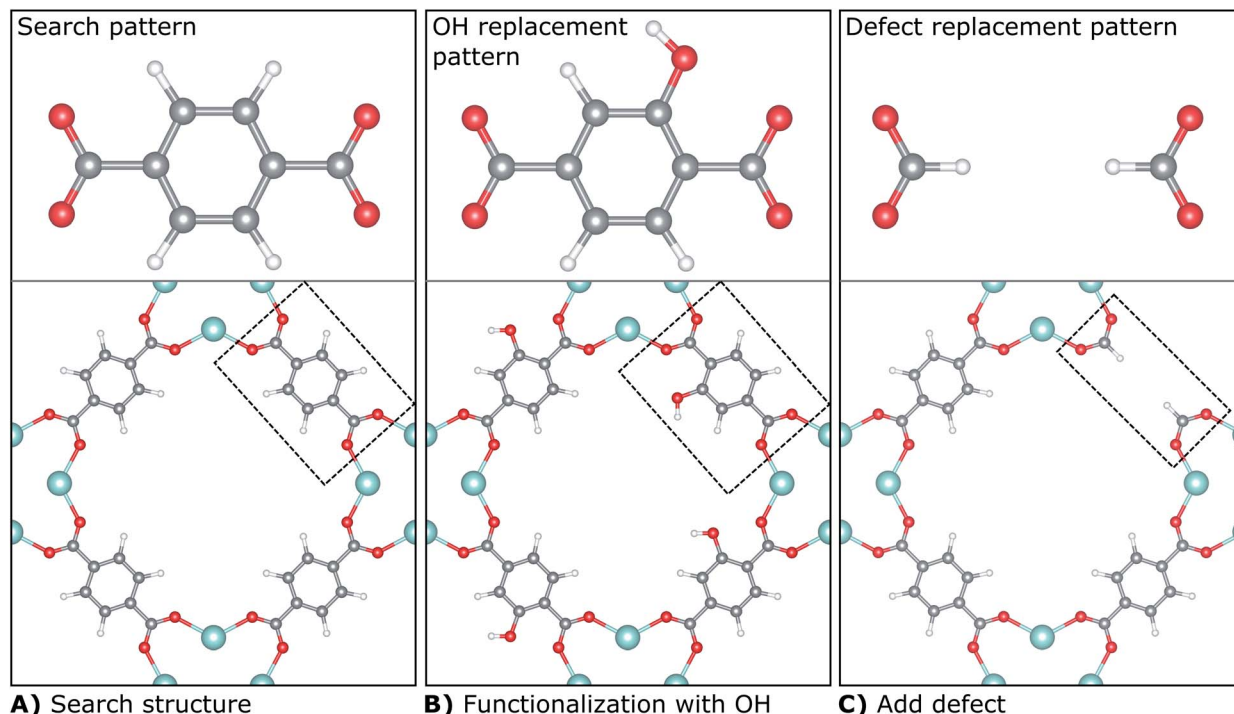 Search pattern
OH replacement
pattern
Defect replacement pattern
A) Search structure
B) Functionalization with OH
C) Add defect